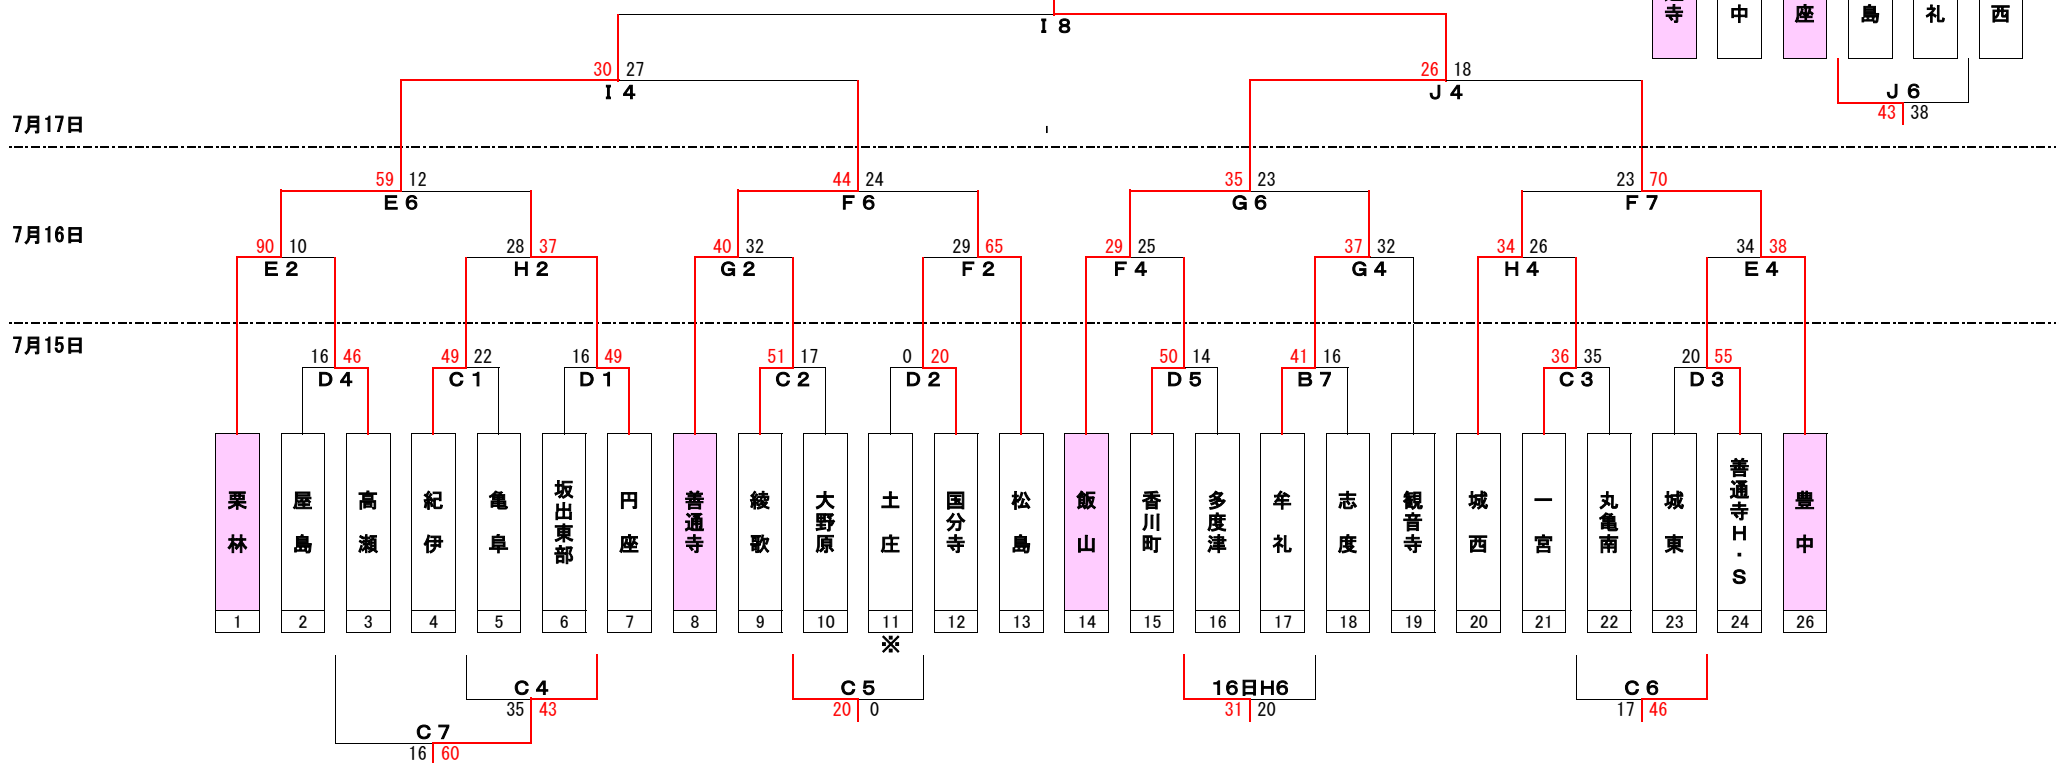 寺 中 座 島 礼 西
I 8
30 27 26 18
I 4 J 4 J 6
43 38
7月17日
59 12 44 24 35 23 23 70
E 6 F 6 G 6 F 7
7月16日
90 10 28 37 40 32 29 65 29 25 37 32 34 26 34 38
E 2 H 2 G 2 F 2 F 4 G 4 H 4 E 4
7月15日
16 46 49 22 16 49 51 17 0 20 50 14 41 16 36 35 20 55
D 4 C 1 D 1 C 2 D 2 D 5 B 7 C 3 D 3
栗林
屋島
高瀬
紀伊
亀阜
坂出東部
円座
善通寺
綾歌
大野原
土庄
国分寺
松島
飯山
香川町
多度津
牟礼
志度
観音寺
城西
一宮
丸亀南
城東
善通寺H・S
豊中
1 2 3 4 5 6 7 8 9 10 11 12 13 14 15 16 17 18 19 20 21 22 23 24 26
※
C 4 C 5 16日H6 C 6
35 43 20 0 31 20 17 46
C 7
16 60